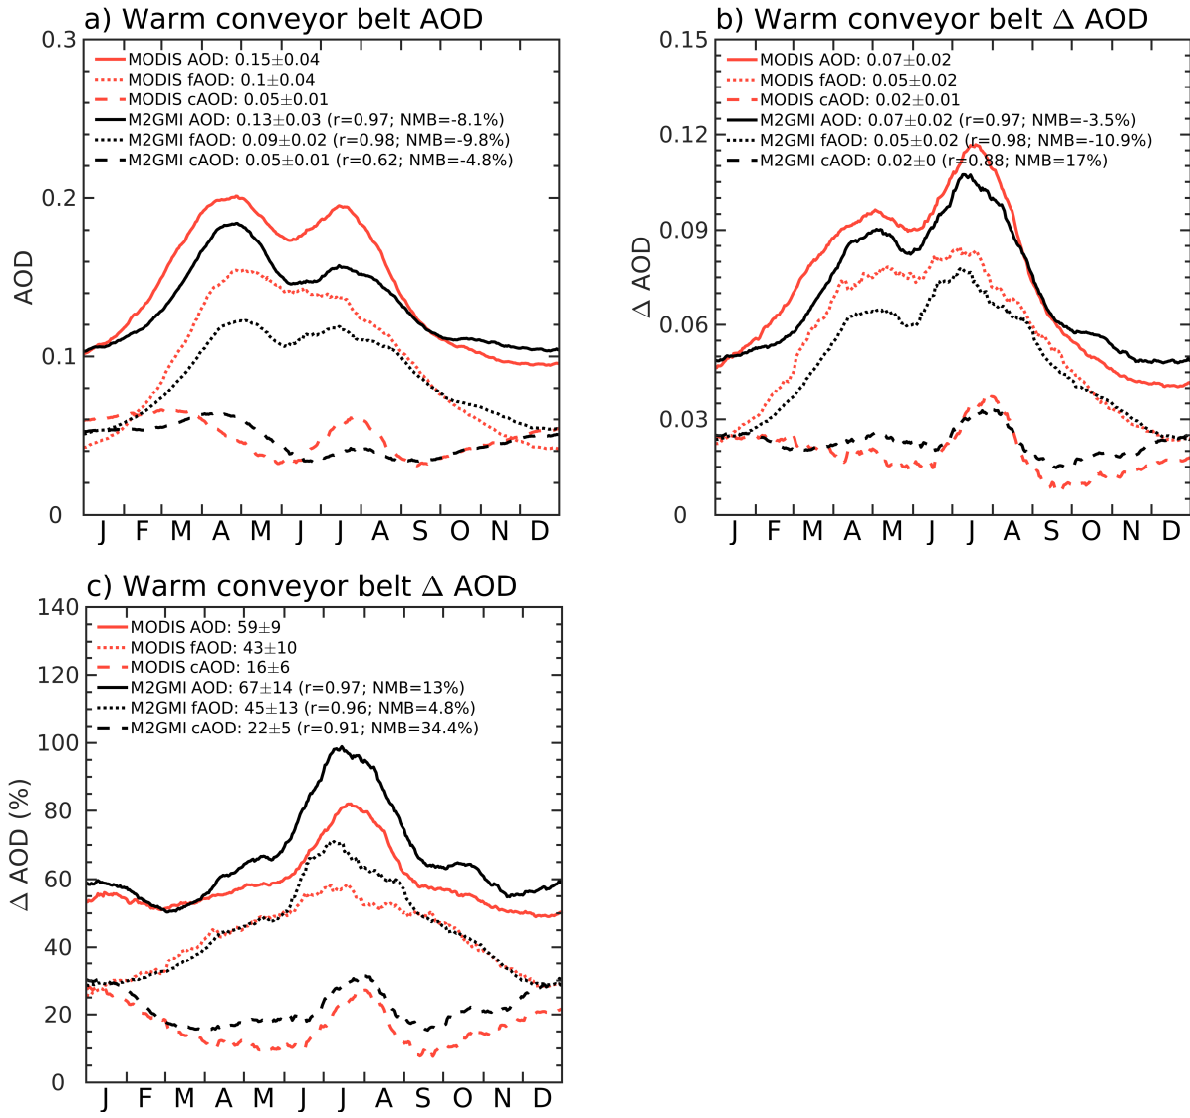 a) Warm conveyor belt AOD
0.3
MODIS AOD: 0.15±0.04
MODIS fAOD: 0.1±0.04
MODIS cAOD: 0.05±0.01
M2GMI AOD: 0.13±0.03 (r=0.97; NMB=-8.1%)
M2GMI fAOD: 0.09±0.02 (r=0.98; NMB=-9.8%)
M2GMI cAOD: 0.05±0.01 (r=0.62; NMB=-4.8%)
0.2
AOD
0.1
0
J F M A M J J A S O N D
b) Warm conveyor belt Δ AOD
0.15
MODIS AOD: 0.07±0.02
MODIS fAOD: 0.05±0.02
MODIS cAOD: 0.02±0.01
M2GMI AOD: 0.07±0.02 (r=0.97; NMB=-3.5%)
0.12
M2GMI fAOD: 0.05±0.02 (r=0.98; NMB=-10.9%)
M2GMI cAOD: 0.02±0 (r=0.88; NMB=17%)
0.09
Δ AOD
0.06
0.03
0
J F M A M J J A S O N D
c) Warm conveyor belt Δ AOD
140
MODIS AOD: 59±9
MODIS fAOD: 43±10
MODIS cAOD: 16±6
120
M2GMI AOD: 67±14 (r=0.97; NMB=13%)
M2GMI fAOD: 45±13 (r=0.96; NMB=4.8%)
M2GMI cAOD: 22±5 (r=0.91; NMB=34.4%)
100
80
Δ AOD (%)
60
40
20
0
J F M A M J J A S O N D